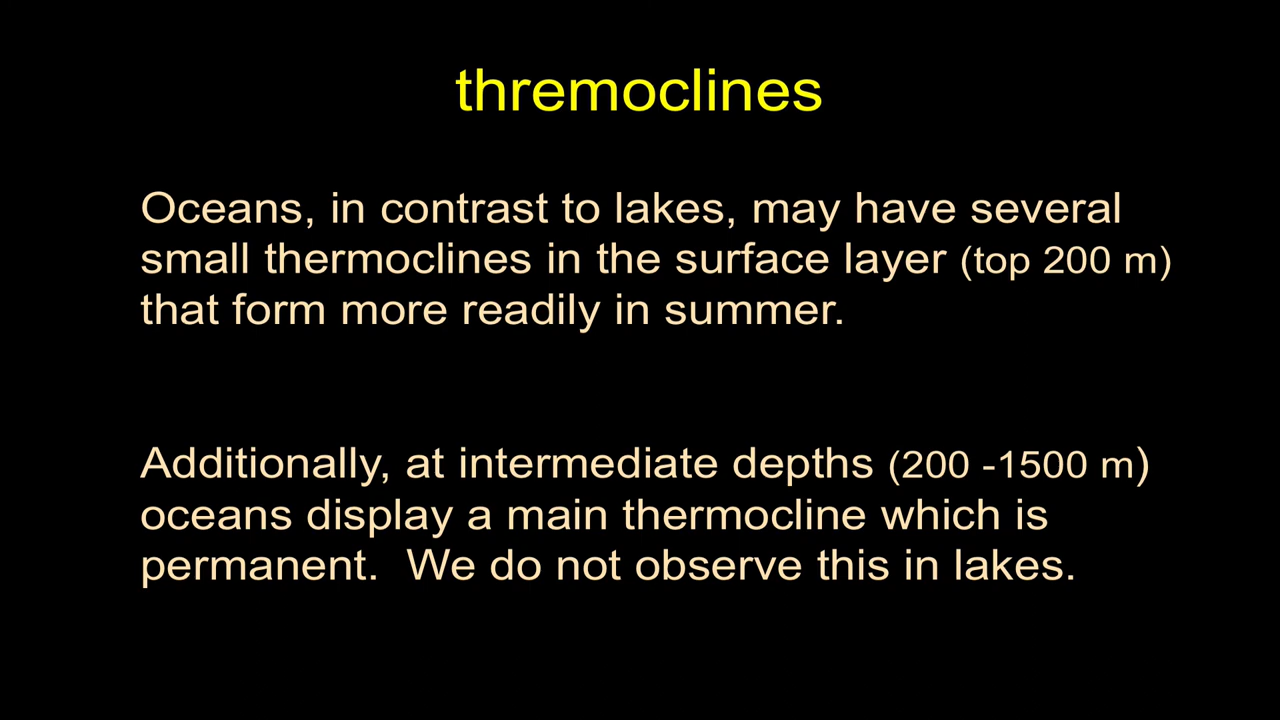 thremoclines
Oceans, in contrast to lakes, may have several
small thermoclines in the surface layer (top 200 m)
that form more readily in summer.
Additionally, at intermediate depths (200 -1500 m)
oceans display a main thermocline which is
permanent.  We do not observe this in lakes.